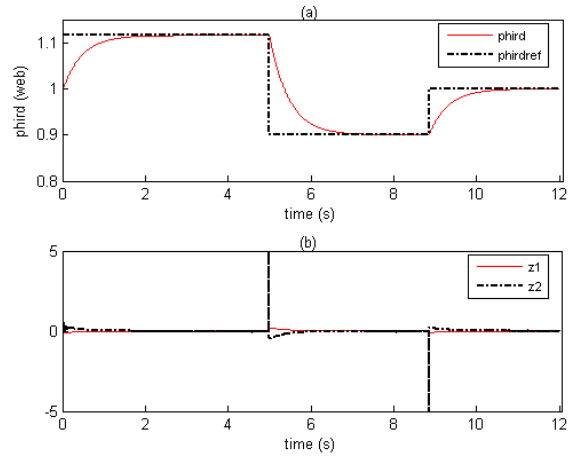 (a)
1.1
1
0.9
0.8
phird (web)
phird
phirdref
0 2 4 6 8 10 12
time (s)
(b)
5
0
-5
z1
z2
0 2 4 6 8 10 12
time (s)